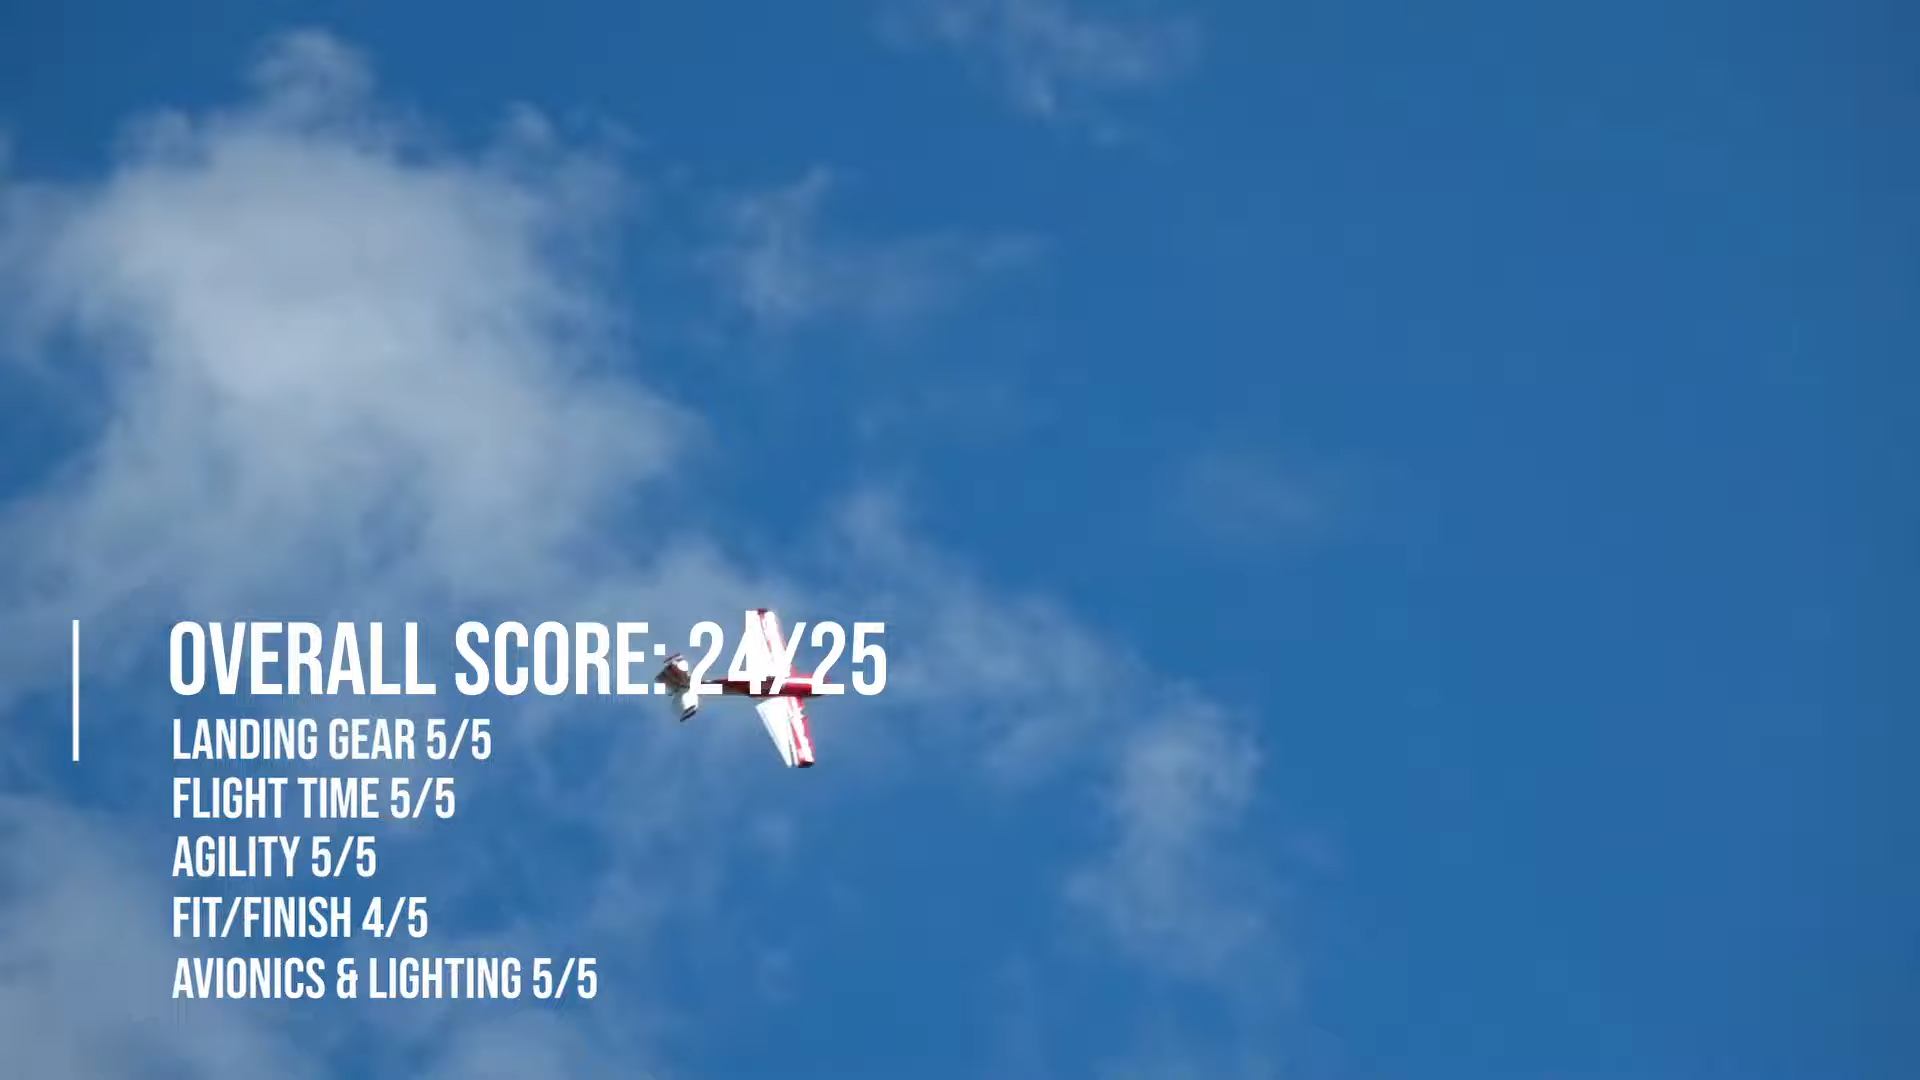 OVERALL SCORE: 24/25
LANDING GEAR 5/5
FLIGHT TIME 5/5
AGILITY 5/5
FIT/FINISH 4/5
AVIONICS & LIGHTING 5/5